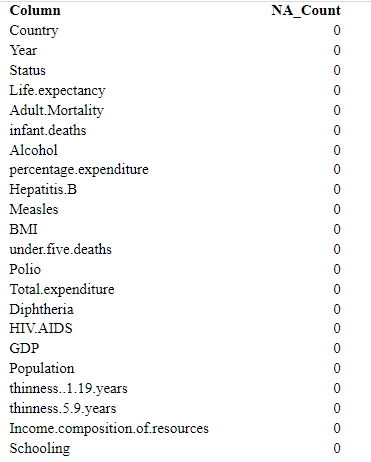 Column NA_Count
Country 0
Year 0
Status 0
Life.expectancy 0
Adult.Mortality 0
infant.deaths 0
Alcohol 0
percentage.expenditure 0
Hepatitis.B 0
Measles 0
BMI 0
under.five.deaths 0
Polio 0
Total.expenditure 0
Diphtheria 0
HIV.AIDS 0
GDP 0
Population 0
thinness..1.19.years 0
thinness.5.9.years 0
Income.composition.of.resources 0
Schooling 0